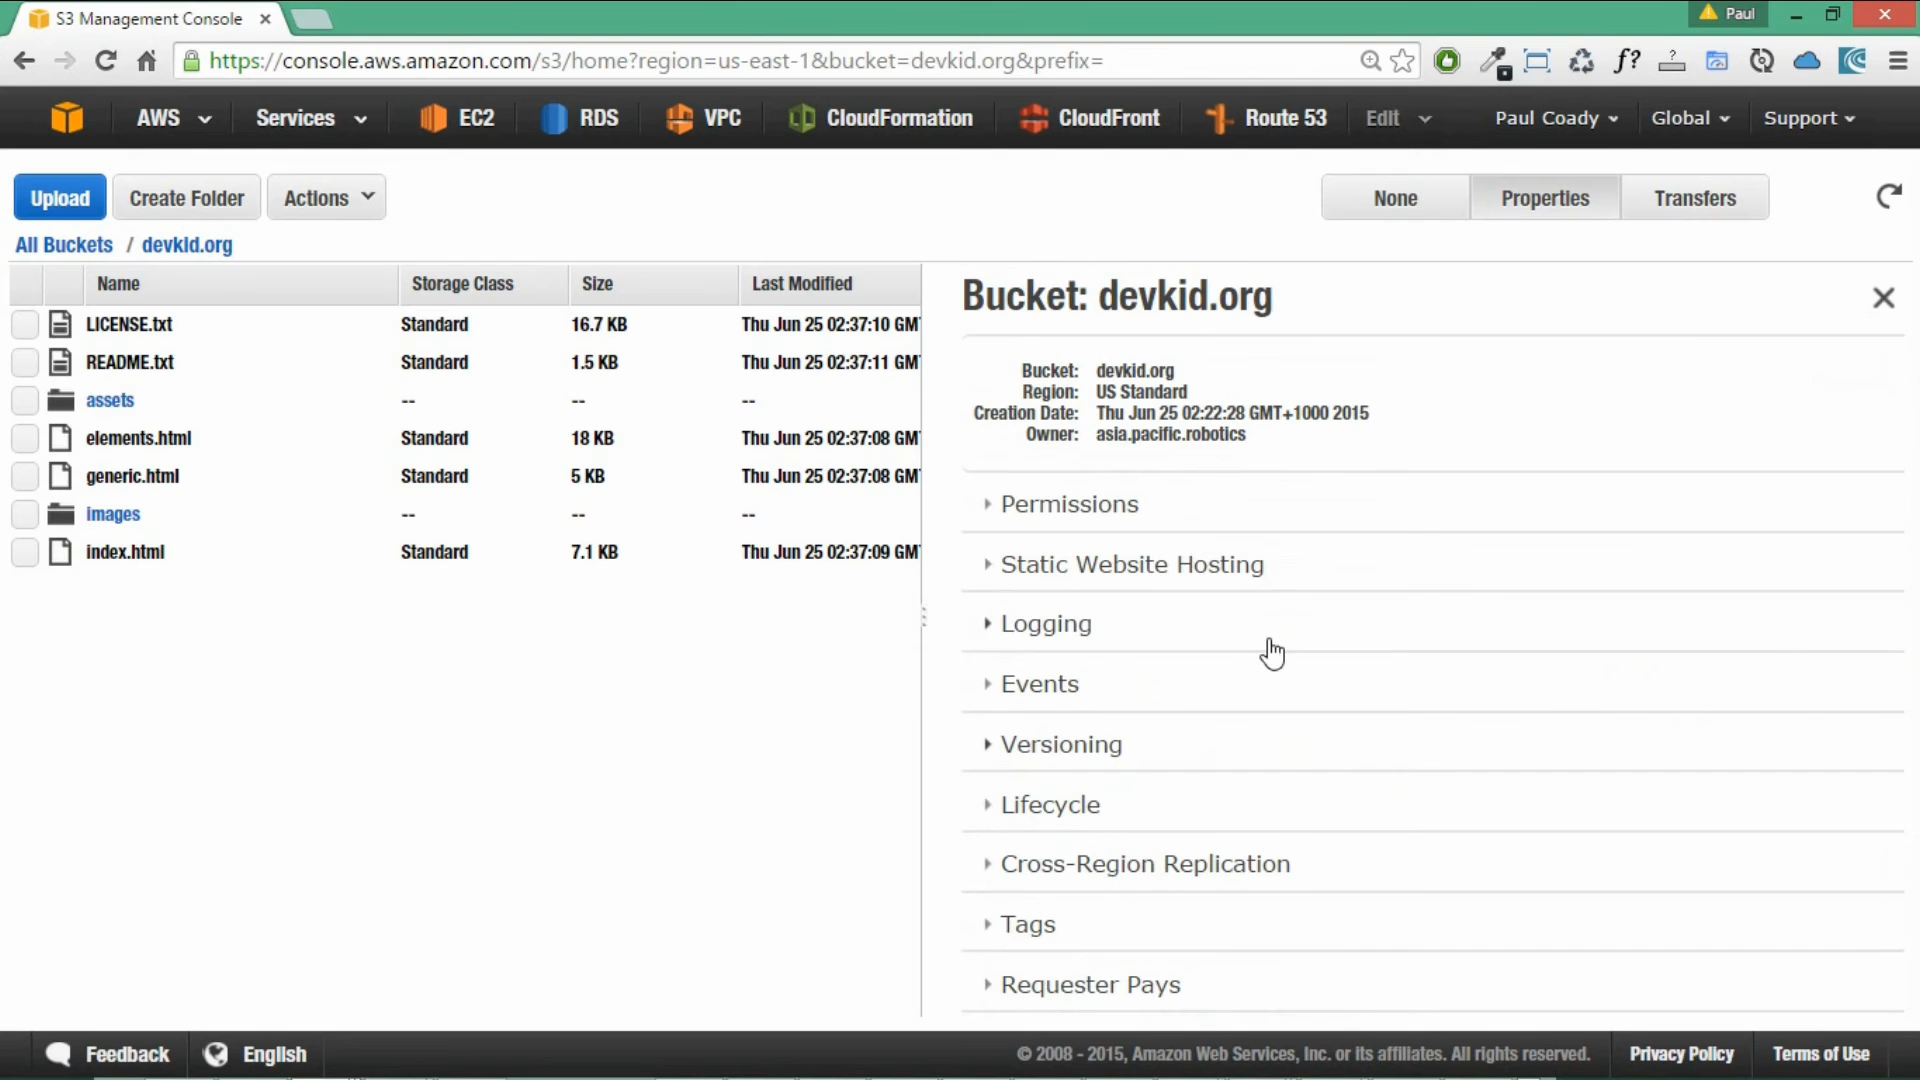 S3 Management Console
Paul
https://console.aws.amazon.com/s3/home?region=us-east-1&bucket=devkid.org&prefix=
f?
AWS Services EC2 RDS VPC CloudFormation CloudFront Route 53 Edit Paul Coady Global Support
Upload Create Folder Actions None Properties Transfers
All Buckets / devkid.org
Name Storage Class Size Last Modified
LICENSE.txt Standard 16.7 KB Thu Jun 25 02:37:10 GM
README.txt Standard 1.5 KB Thu Jun 25 02:37:11 GM
assets -- -- --
elements.html Standard 18 KB Thu Jun 25 02:37:08 GM
generic.html Standard 5 KB Thu Jun 25 02:37:08 GM
images -- -- --
index.html Standard 7.1 KB Thu Jun 25 02:37:09 GM
Bucket: devkid.org
Bucket: devkid.org
Region: US Standard
Creation Date: Thu Jun 25 02:22:28 GMT+1000 2015
Owner: asia.pacific.robotics
Permissions
Static Website Hosting
Logging
Events
Versioning
Lifecycle
Cross-Region Replication
Tags
Requester Pays
Feedback English © 2008 - 2015, Amazon Web Services, Inc. or its affiliates. All rights reserved. Privacy Policy Terms of Use